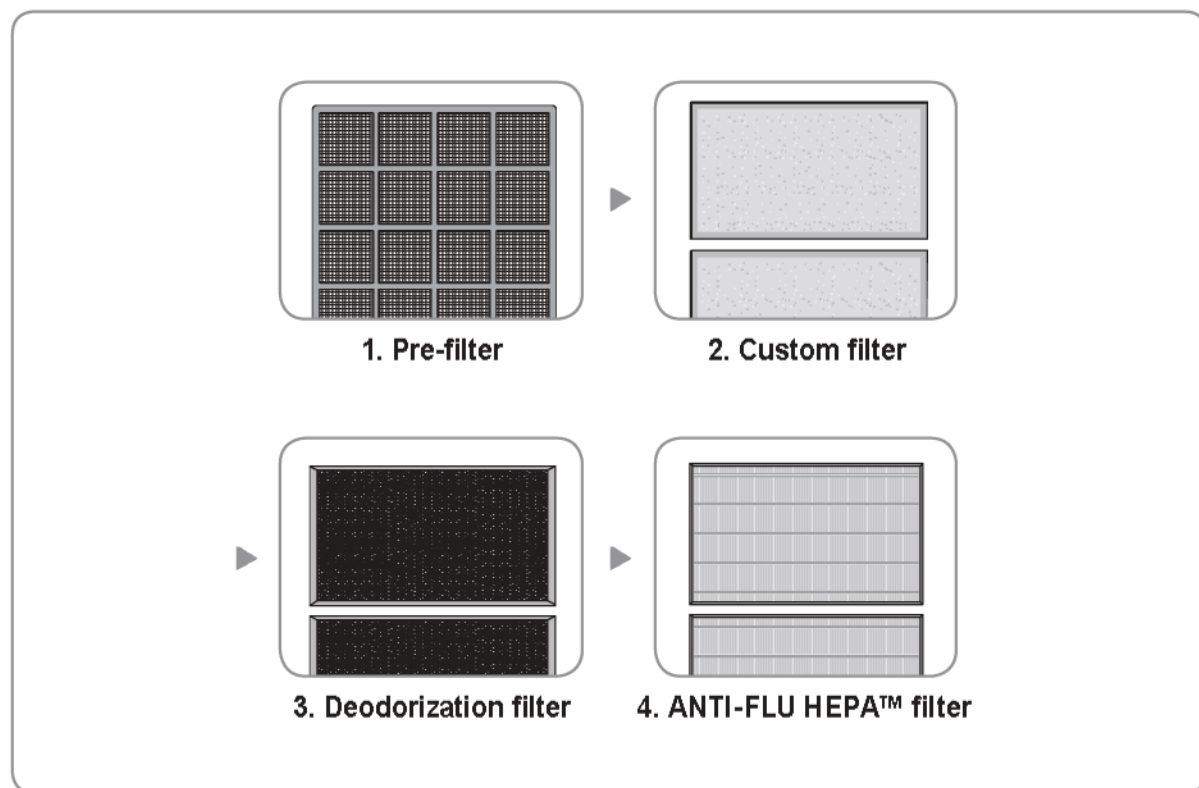 1. Pre-filter
2. Custom filter
3. Deodorization filter
4. ANTI-FLU HEPA™ filter